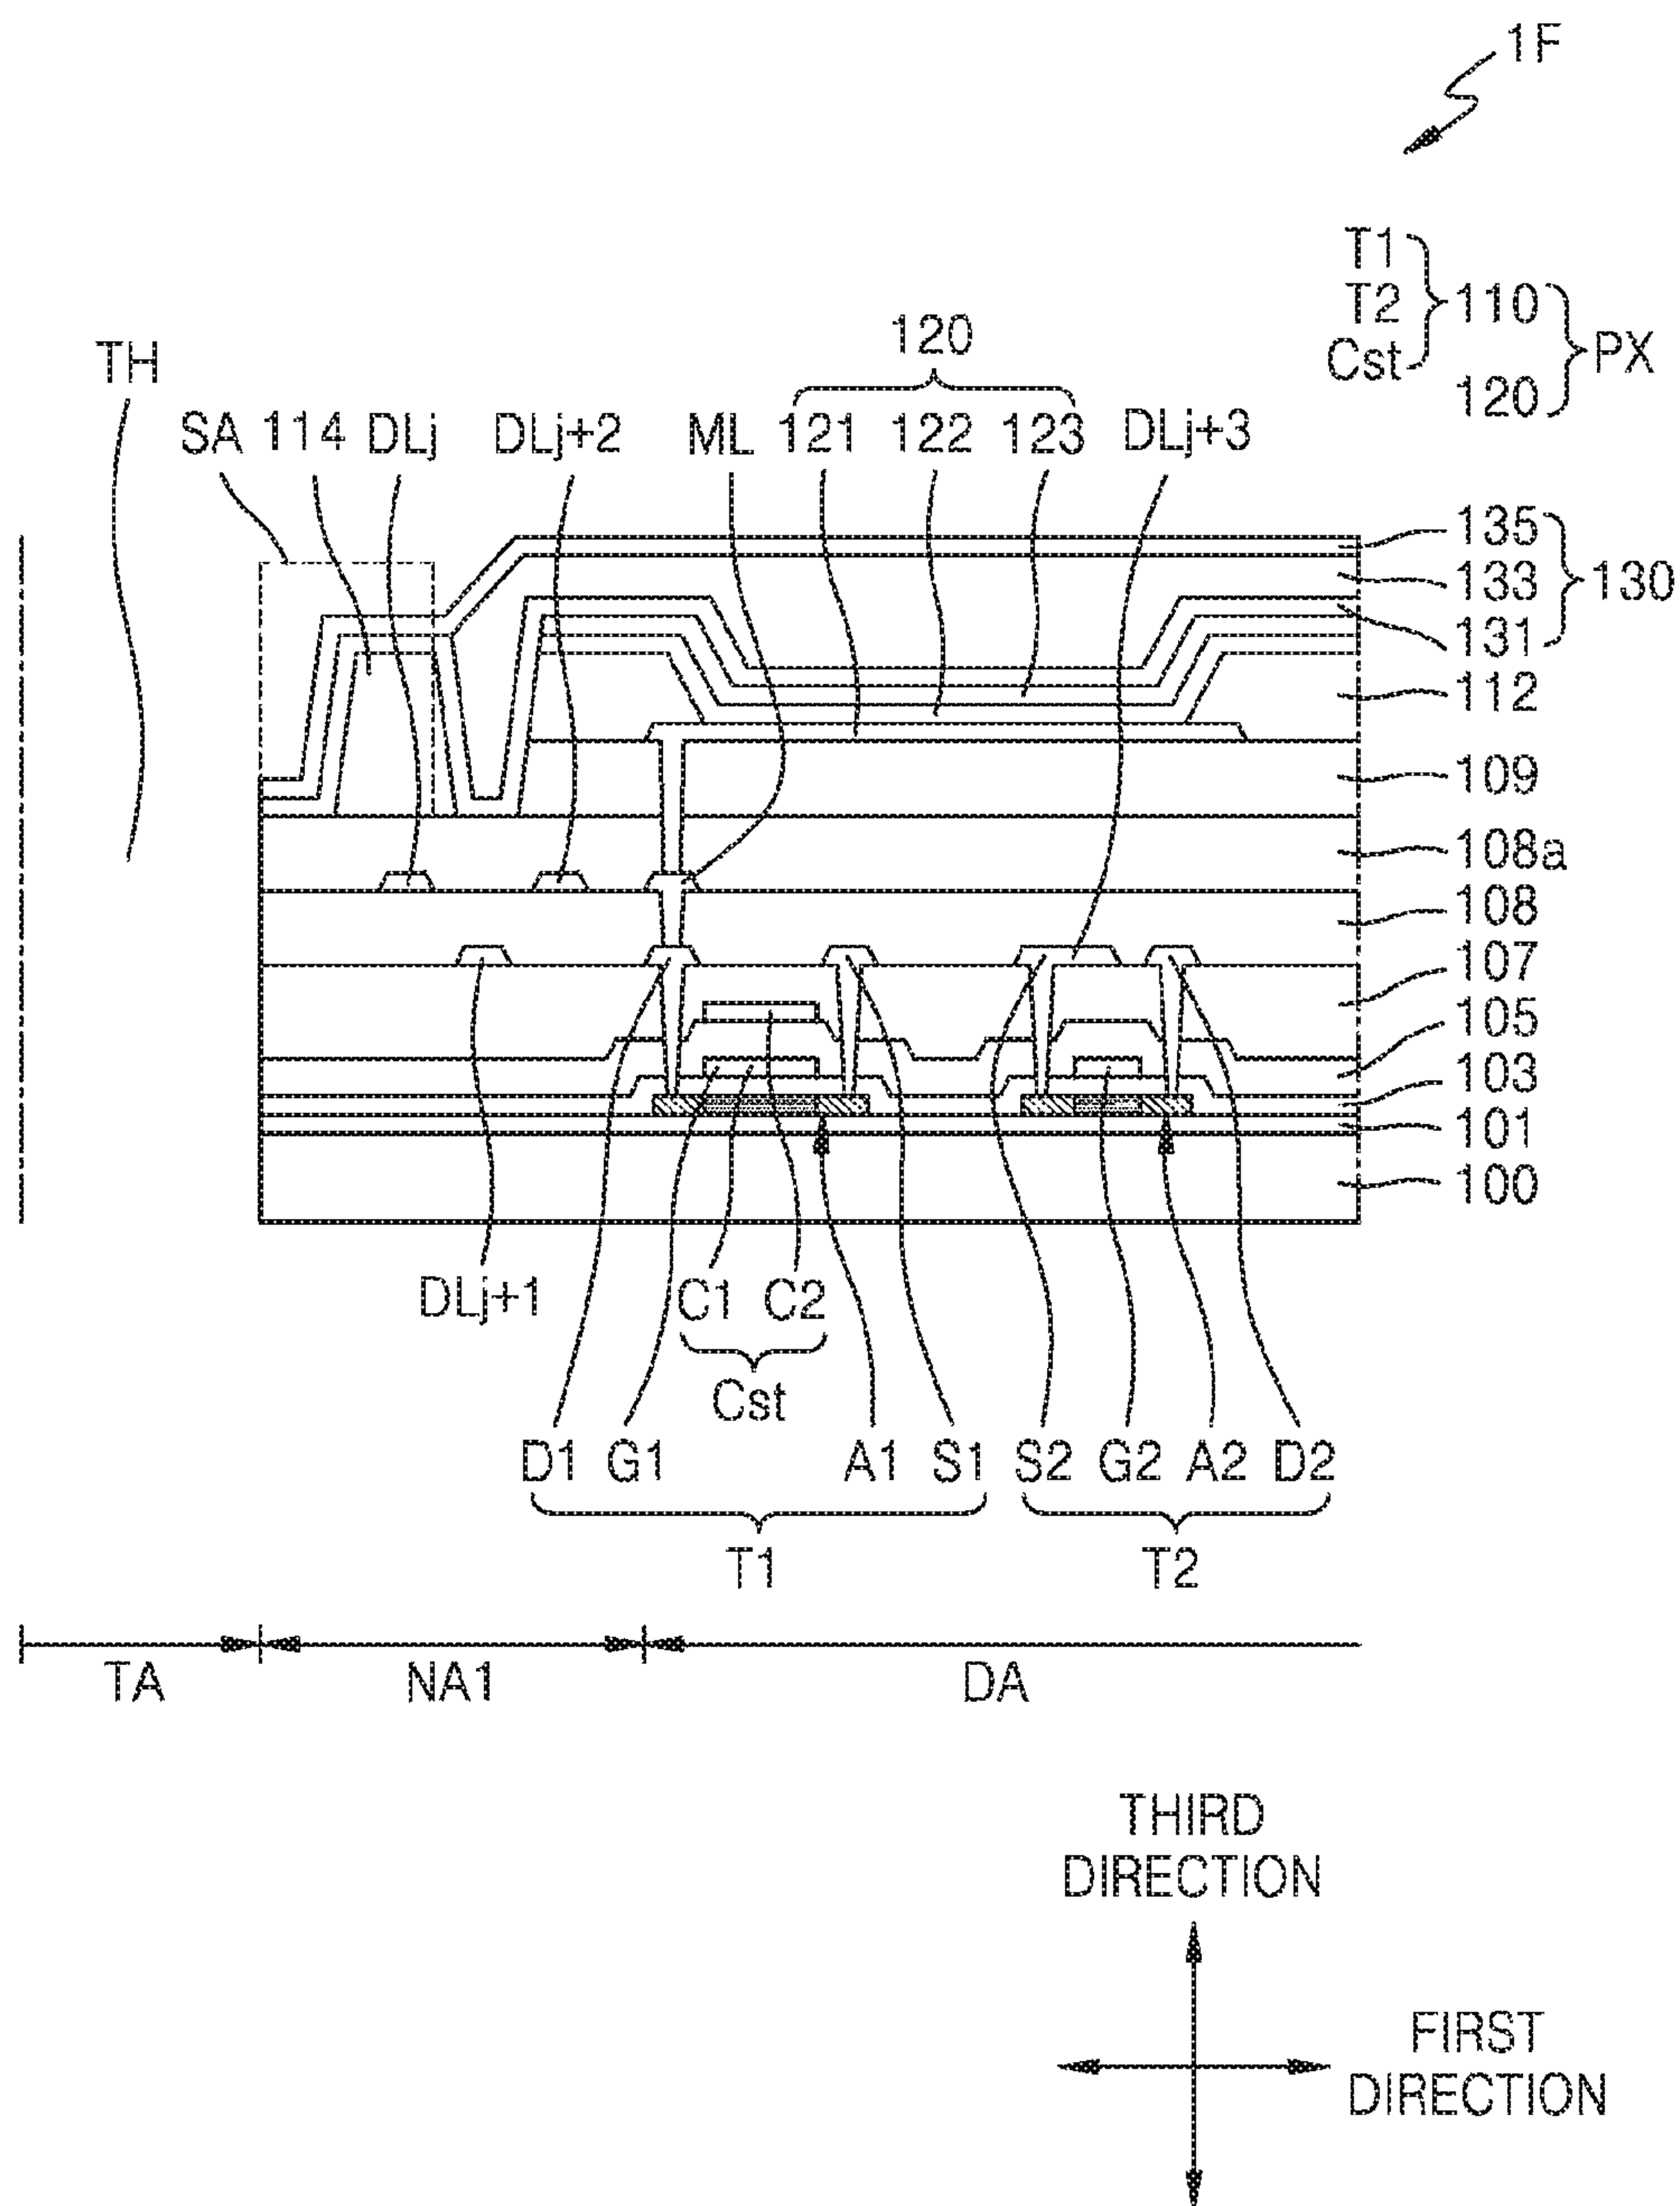 1F
T1
T2
Cst
110
120
PX
TH
120
SA 114 DLj DLj+2 ML 121 122 123 DLj+3
135
133
131
130
112
109
108a
108
107
105
103
101
100
DLj+1 C1 C2
Cst
D1 G1 A1 S1 S2 G2 A2 D2
T1 T2
TA NA1 DA
THIRD
DIRECTION
FIRST
DIRECTION